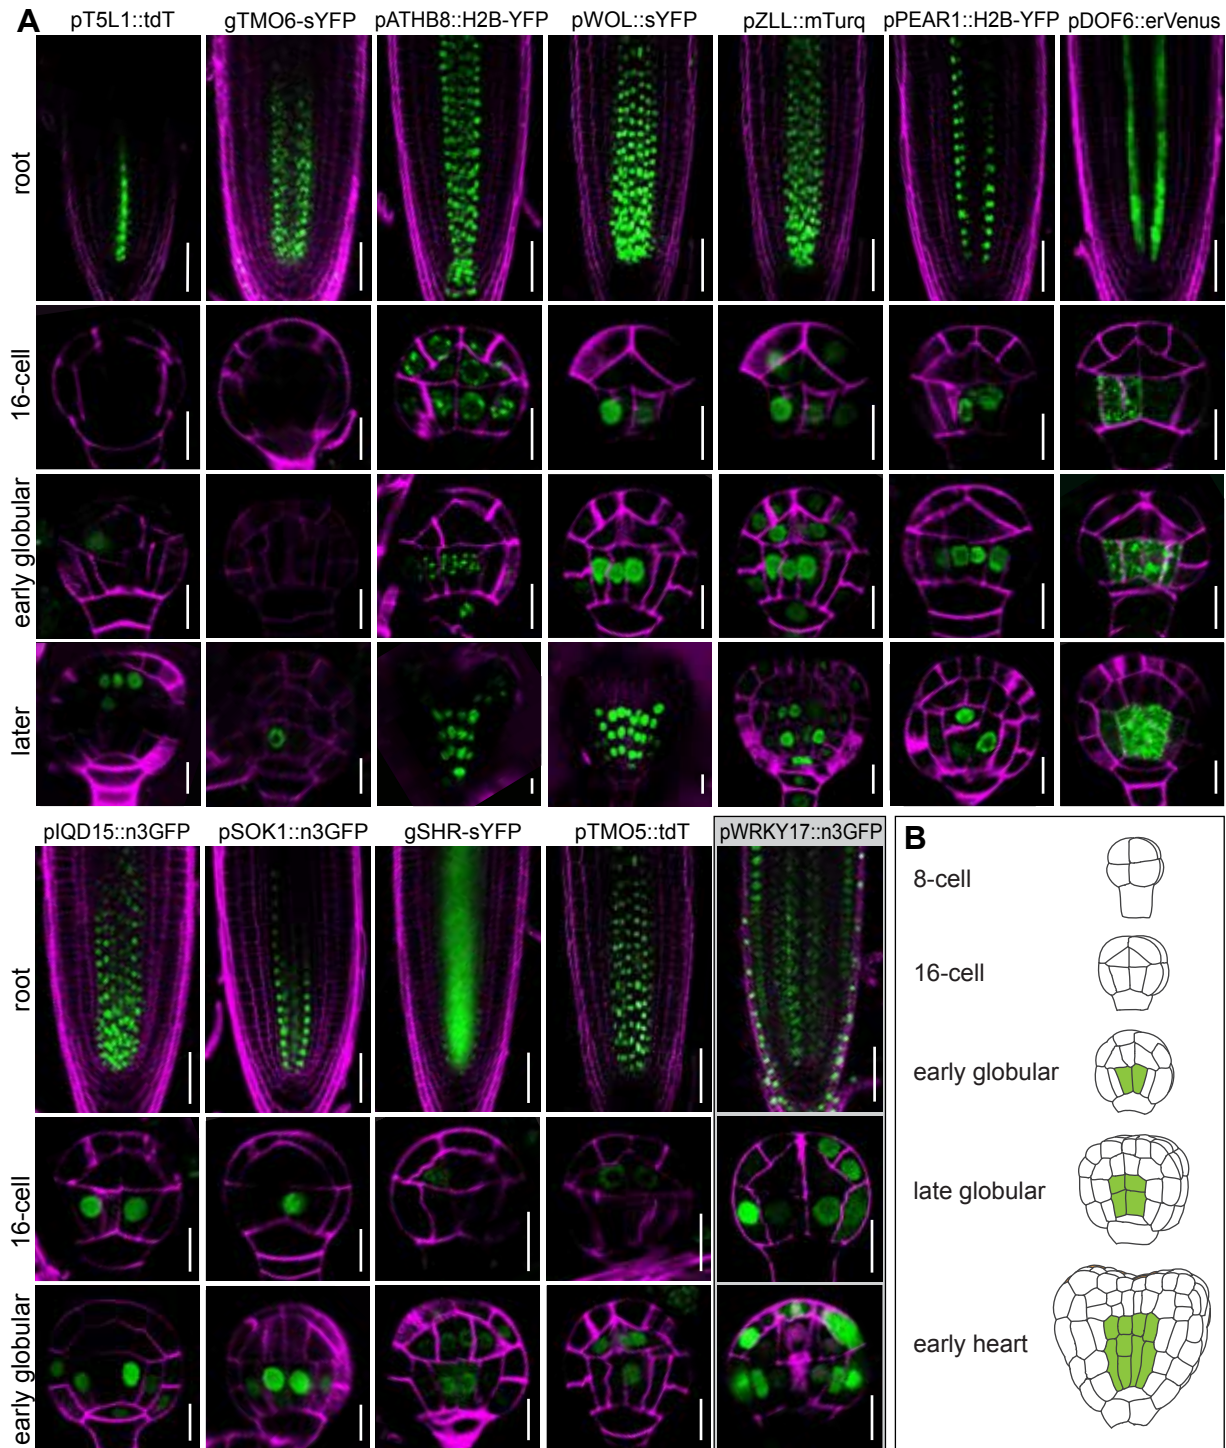 A
pT5L1::tdT gTMO6-sYFP pATHB8::H2B-YFP pWOL::sYFP pZLL::mTurq pPEAR1::H2B-YFP pDOF6::erVenus
root
16-cell
early globular
later
pIQD15::n3GFP pSOK1::n3GFP gSHR-sYFP pTMO5::tdT pWRKY17::n3GFP
root
16-cell
early globular
B
8-cell
16-cell
early globular
late globular
early heart